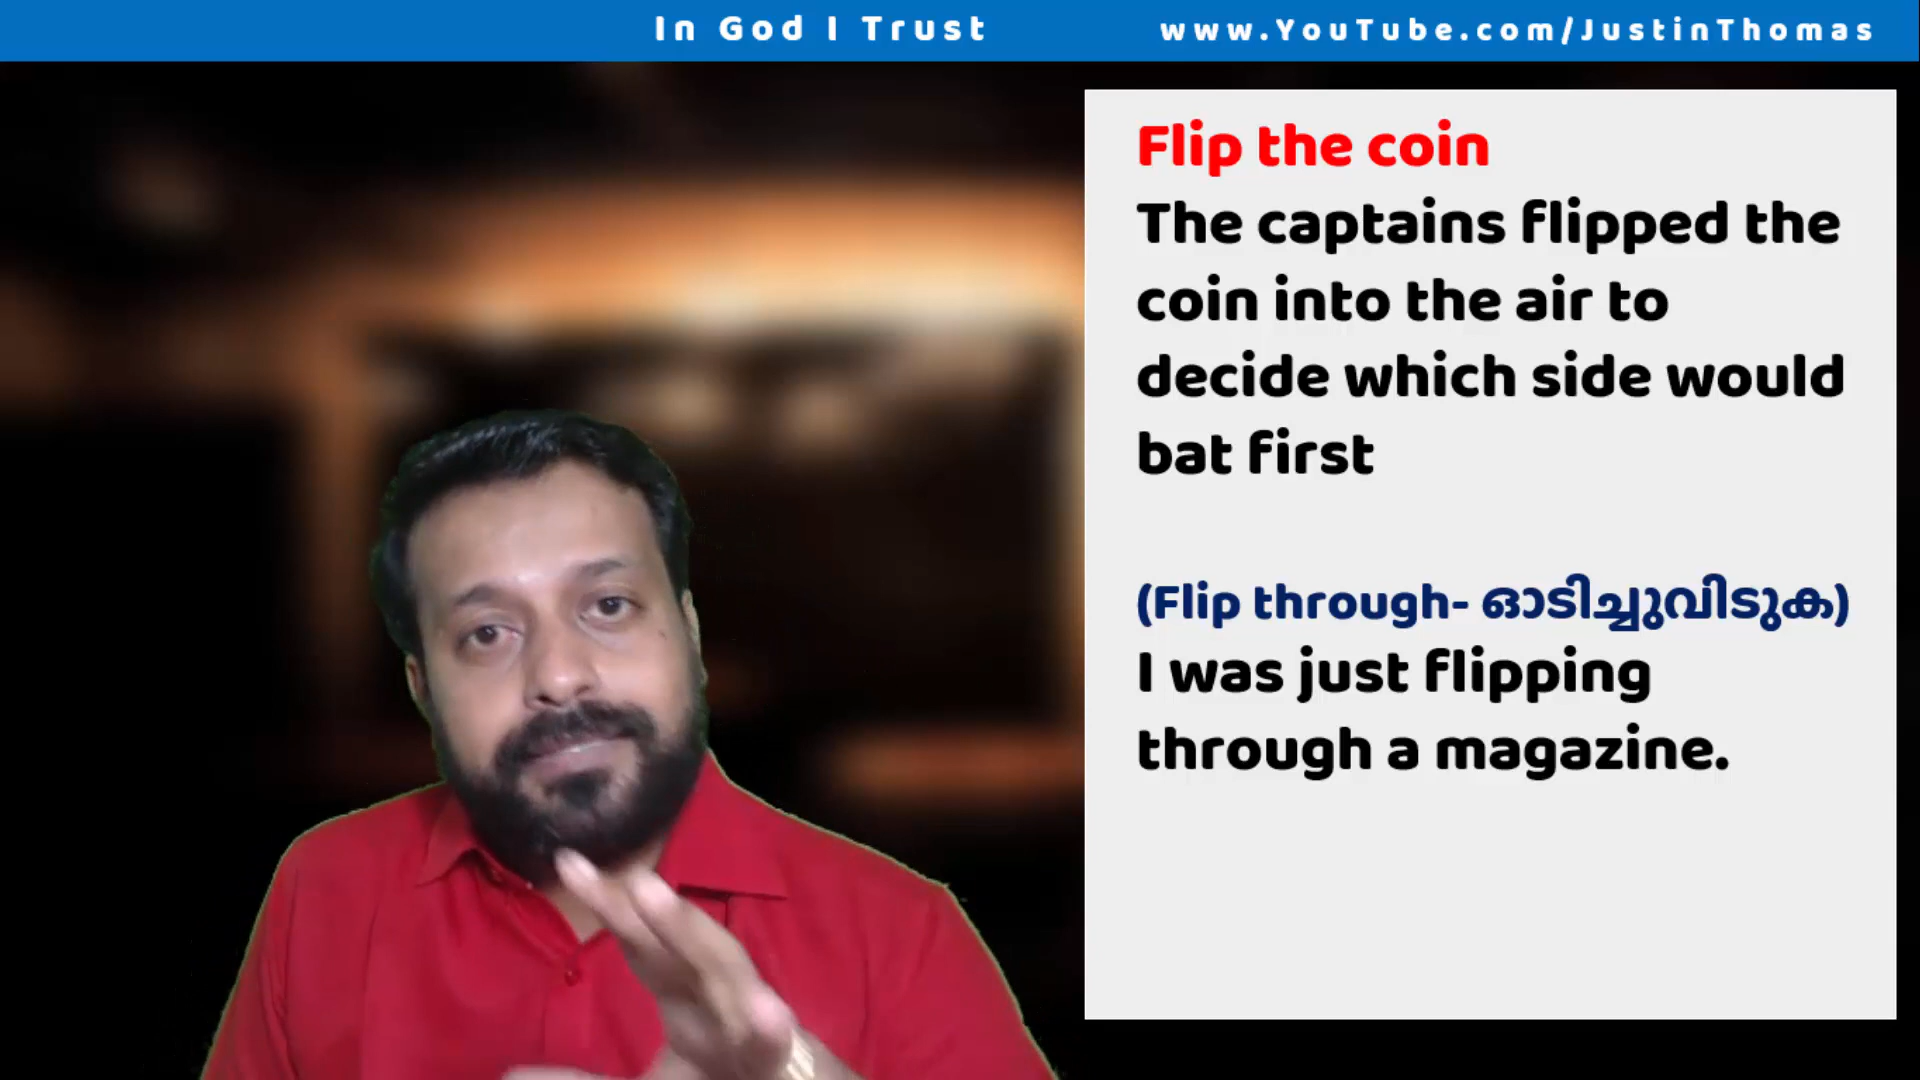 In God I Trust
www.YouTube.com/JustinThomas
Flip the coin
The captains flipped the
coin into the air to
decide which side would
bat first
(Flip through- ഓടിച്ചുവിടുക)
I was just flipping
through a magazine.